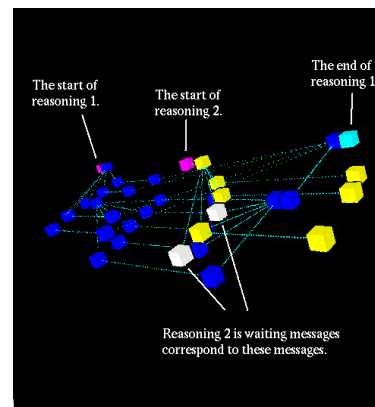 The start of
reasoning 1.
The start of
reasoning 2.
The end of
reasoning 1
Reasoning 2 is waiting messages
correspond to these messages.